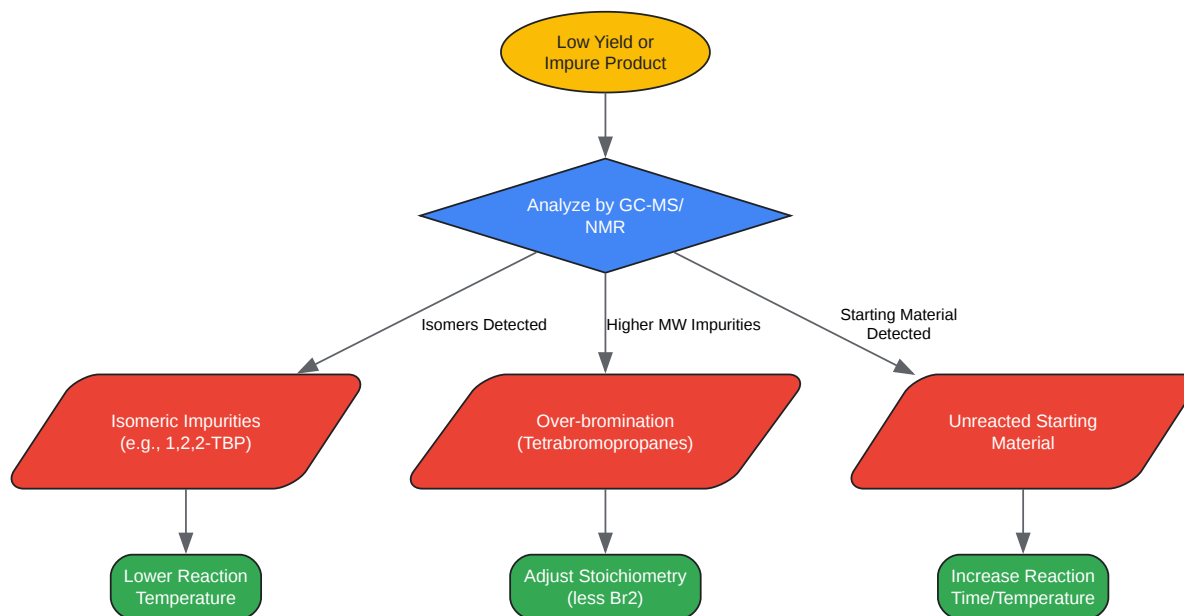 Low Yield or
Impure Product
Analyze by GC-MS/
NMR
Isomers Detected
Higher MW Impurities
Starting Material
Detected
Isomeric Impurities
(e.g., 1,2,2-TBP)
Over-bromination
(Tetrabromopropanes)
Unreacted Starting
Material
Lower Reaction
Temperature
Adjust Stoichiometry
(less Br2)
Increase Reaction
Time/Temperature